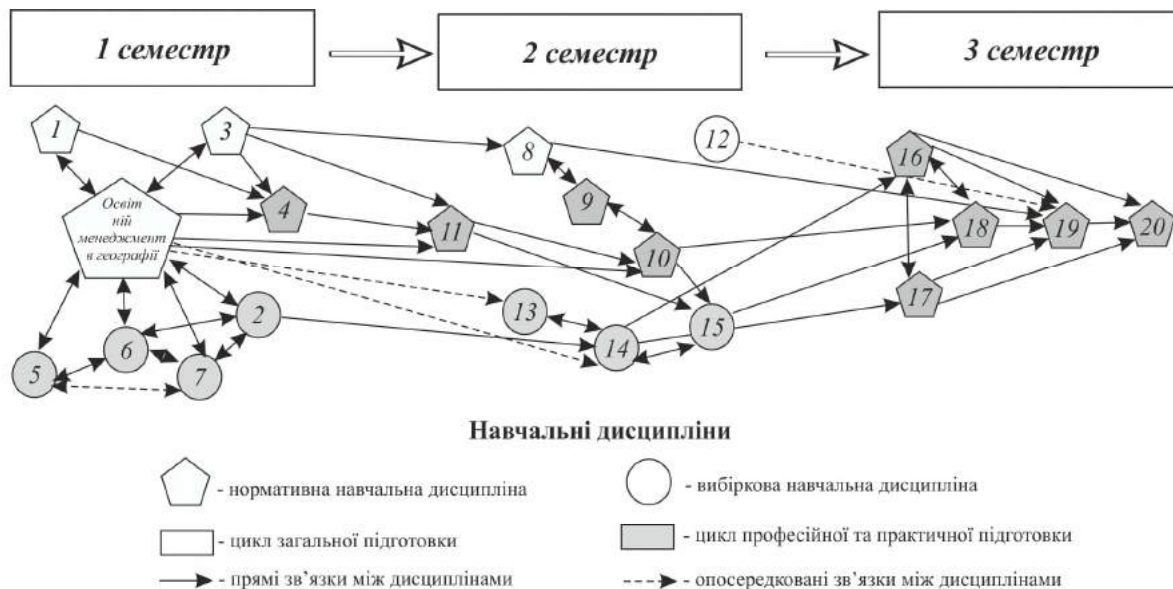 1 семестр
2 семестр
3 семестр
1
3
8
12
16
4
9
11
10
18
19
20
17
Освіт
ній
менеджмент
в географії
2
13
14
15
6
5
7
Навчальні дисципліни
- нормативна навчальна дисципліна
- вибіркова навчальна дисципліна
- цикл загальної підготовки
- цикл професійної та практичної підготовки
- прямі зв’язки між дисциплінами
- опосередковані зв’язки між дисциплінами